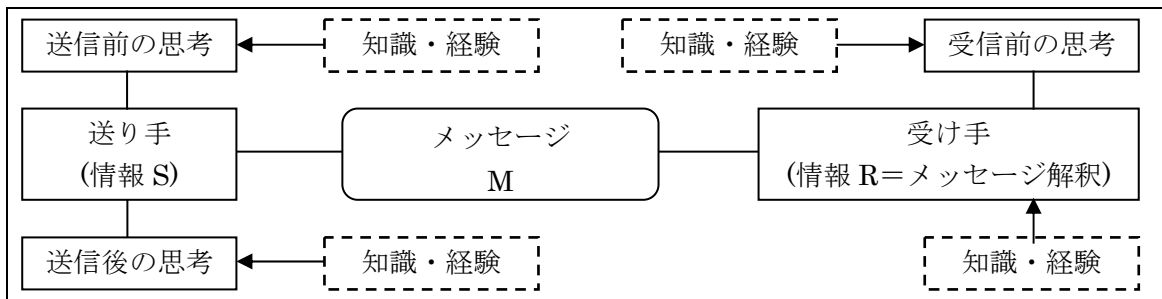 送信前の思考
知識・経験
知識・経験
受信前の思考
送り手
(情報 S)
メッセージ
M
受け手
(情報 R＝メッセージ解釈)
送信後の思考
知識・経験
知識・経験